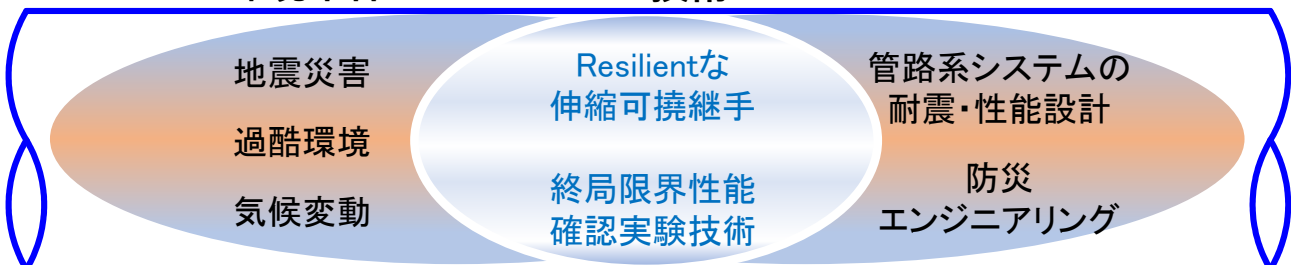 地震災害
過酷環境
気候変動
Resilientな
伸縮可撓継手
終局限界性能
確認実験技術
管路系システムの
耐震・性能設計
防災
エンジニアリング